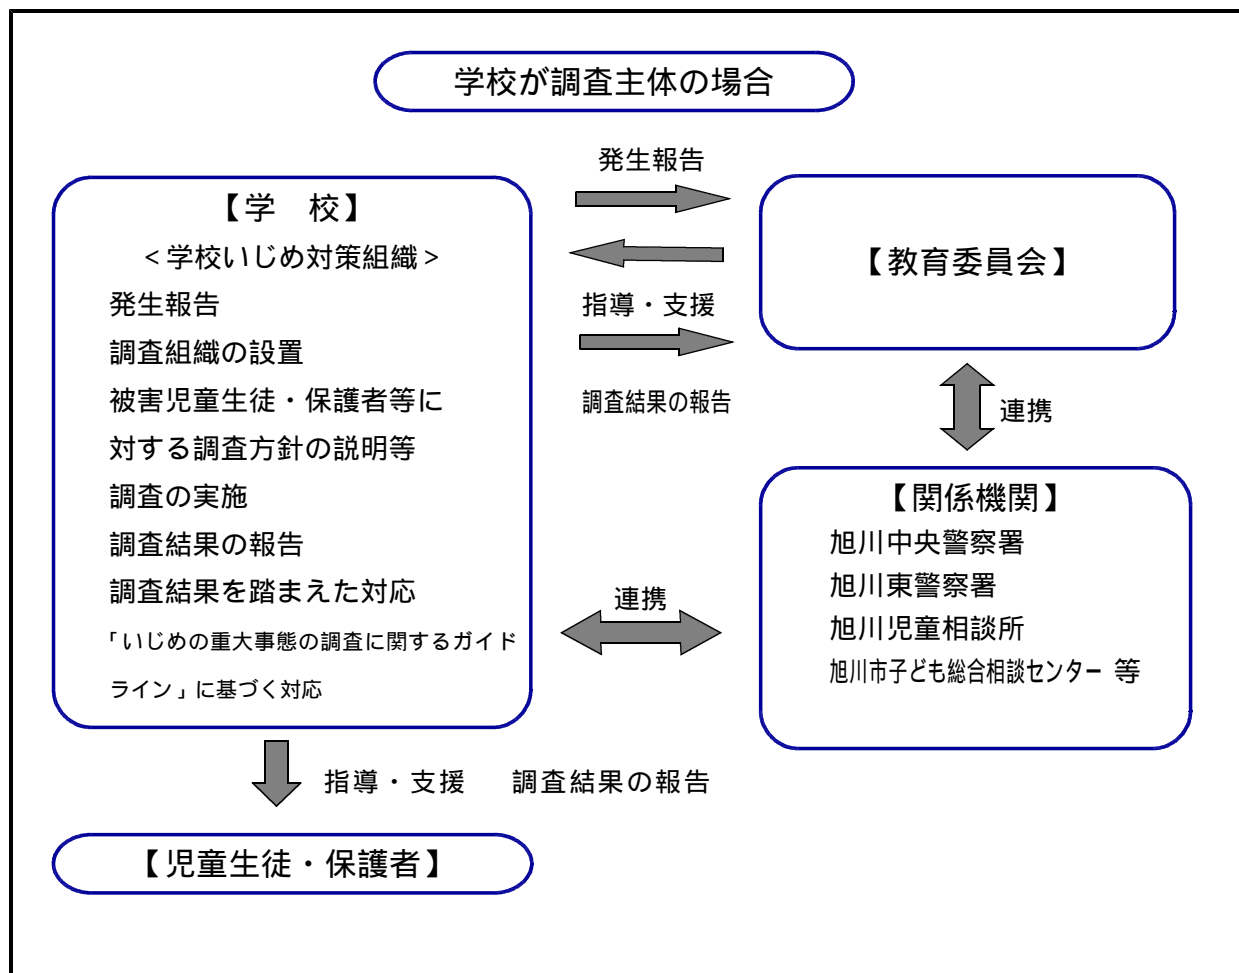 学校が調査主体の場合
発生報告
【学　校】
＜学校いじめ対策組織＞
発生報告
調査組織の設置
被害児童生徒・保護者等に
対する調査方針の説明等
調査の実施
調査結果の報告
調査結果を踏まえた対応
「いじめの重大事態の調査に関するガイド
ライン」に基づく対応
指導・支援
調査結果の報告
【教育委員会】
連携
【関係機関】
旭川中央警察署
旭川東警察署
旭川児童相談所
旭川市子ども総合相談センター 等
連携
指導・支援　調査結果の報告
【児童生徒・保護者】